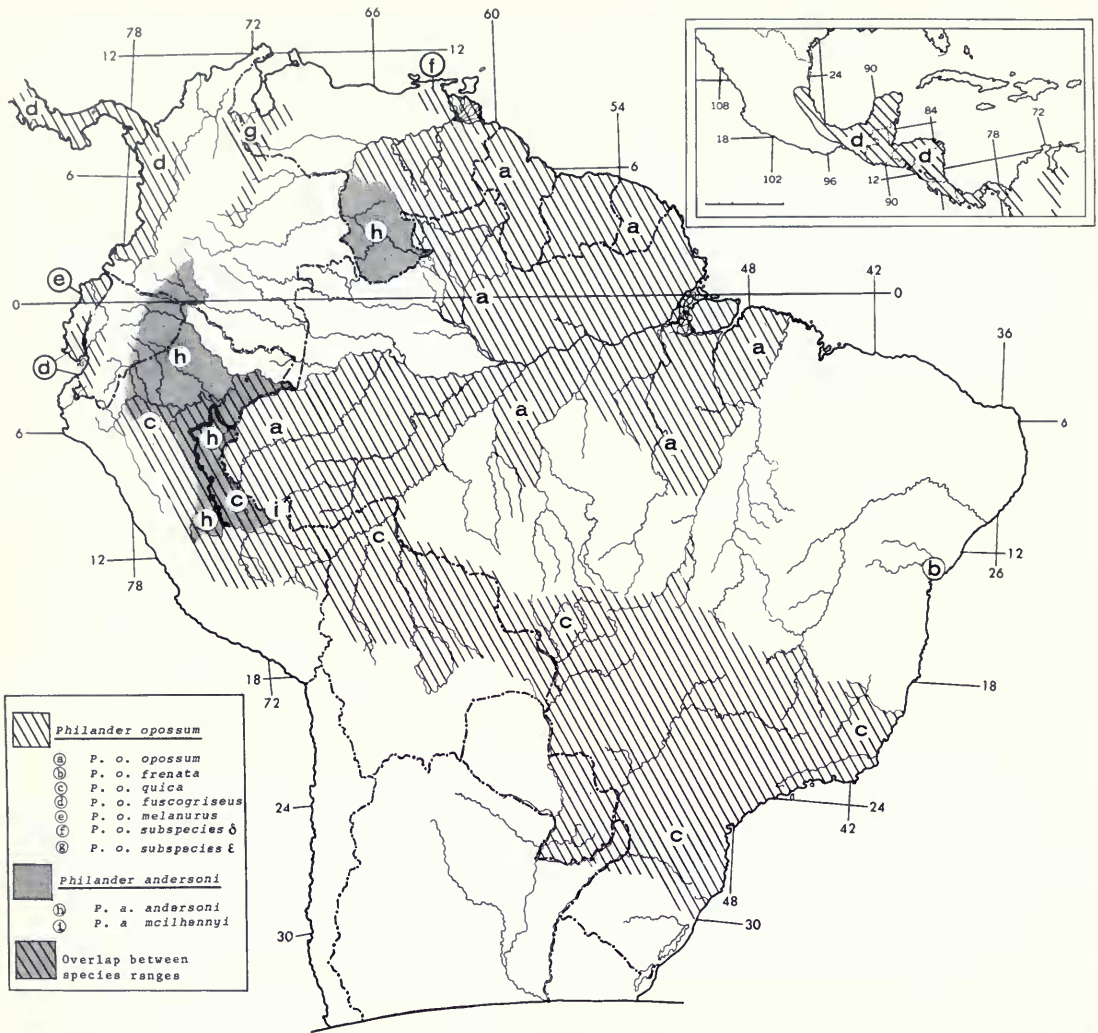 78
72
66
60
12
12
f
54
d
g
d
a
6
6
h
a
e
48
42
0
a
0
36
h
a
d
c
a
a
6
6
h
a
c
i
h
c
12
12
78
b
26
c
18
72
18
c
24
24
42
c
48
30
30
24
90
108
84
72
18
d
78
d
102
12
96
90
Philander opossum
a P. o. opossum
b P. o. frenata
c P. o. quica
d P. o. fuscogriseus
e P. o. melanurus
f P. o. subspecies δ
g P. o. subspecies ε
Philander andersoni
h P. a. andersoni
i P. a mcilhennyi
Overlap between
species ranges